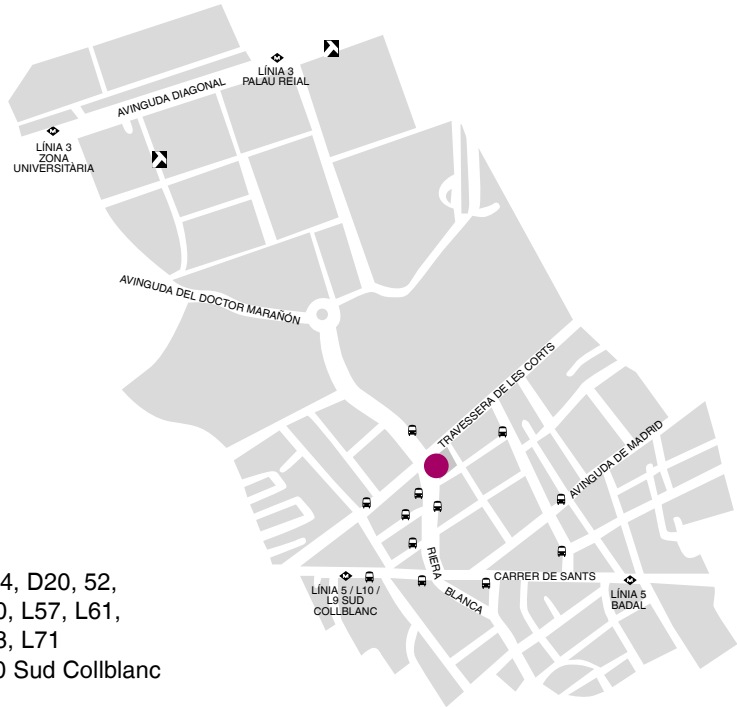 LÍNIA 3
PALAU REIAL
AVINGUDA DIAGONAL
LÍNIA 3
ZONA
UNIVERSITÀRIA
AVINGUDA DEL DOCTOR MARAÑÓN
TRAVESSERA DE LES CORTS
AVINGUDA DE MADRID
RIERA
BLANCA
CARRER DE SANTS
LÍNIA 5 / L10 /
L9 SUD
COLLBLANC
LÍNIA 5
BADAL
4, D20, 52,
0, L57, L61,
8, L71
0 Sud Collblanc